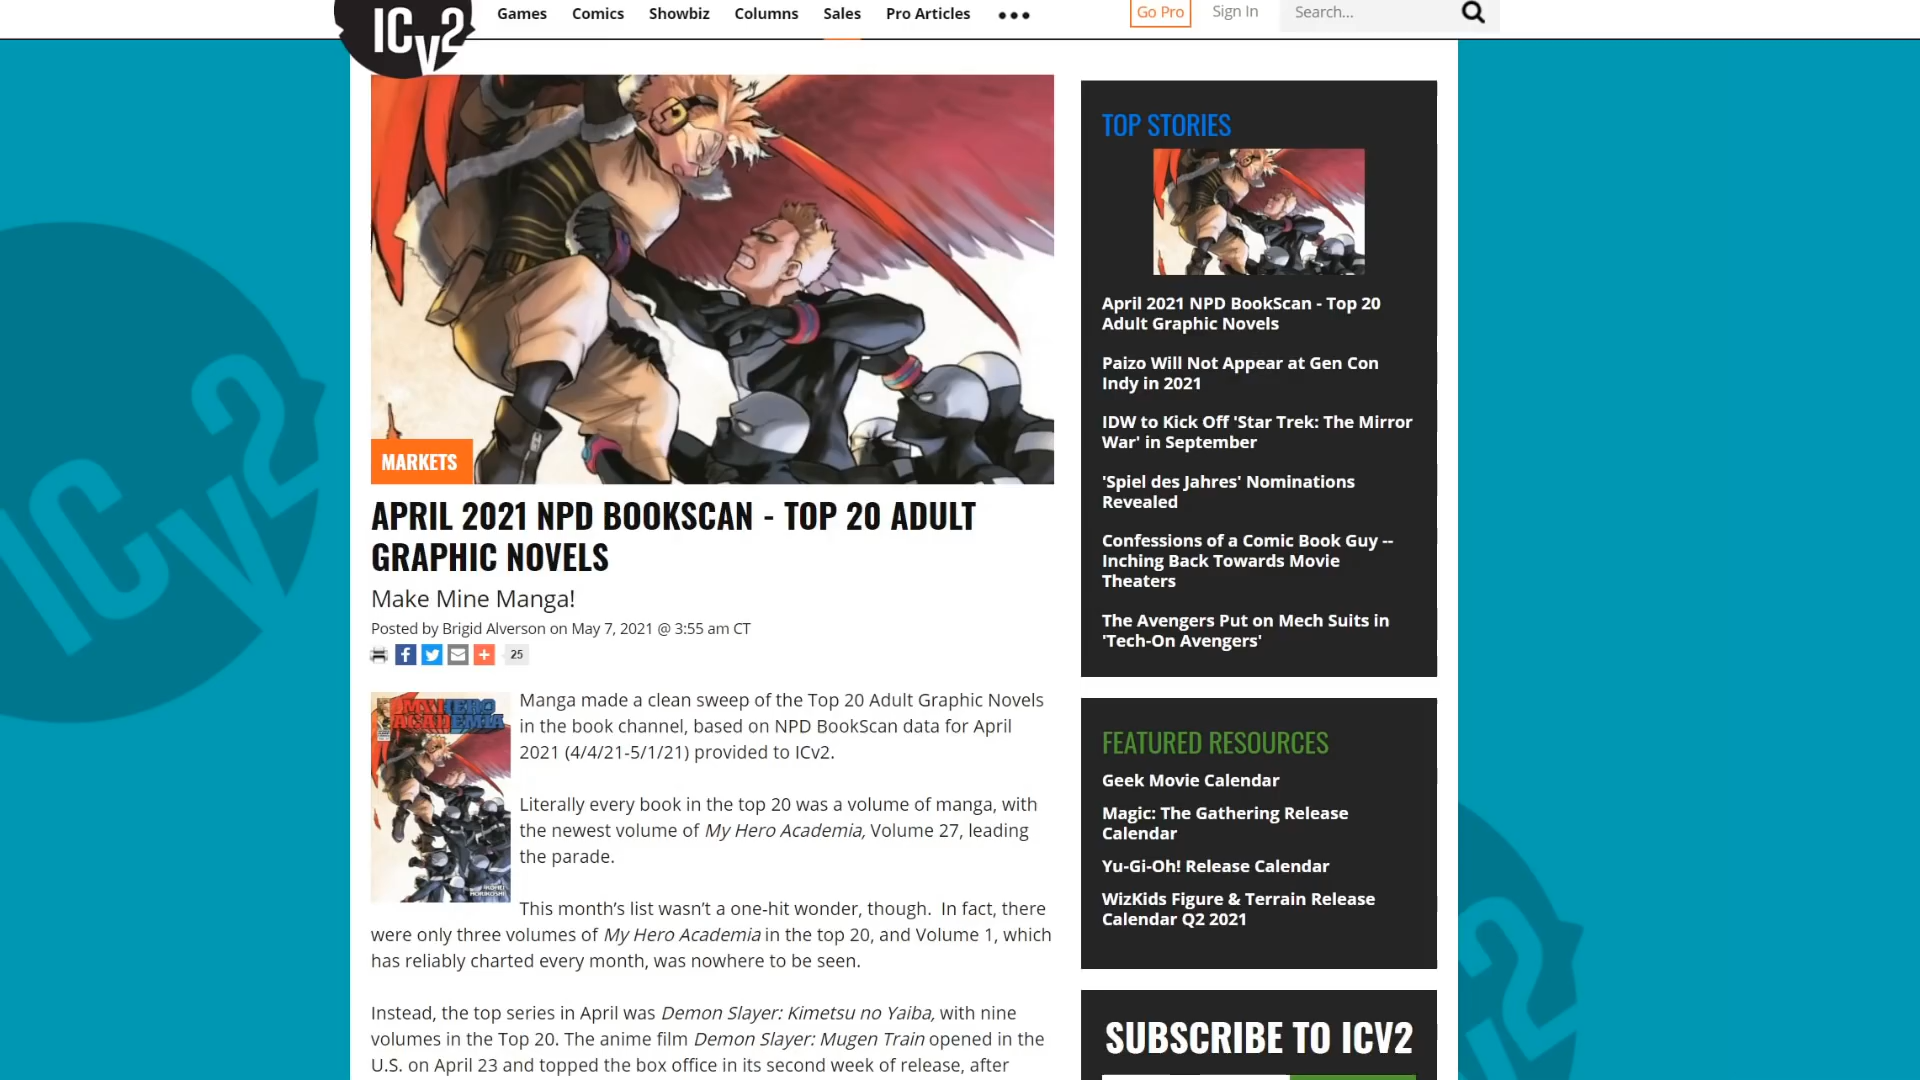 ICv2
Games Comics Showbiz Columns Sales Pro Articles
Go Pro Sign In Search...
MARKETS
APRIL 2021 NPD BOOKSCAN - TOP 20 ADULT
GRAPHIC NOVELS
Make Mine Manga!
Posted by Brigid Alverson on May 7, 2021 @ 3:55 am CT
25
MY HERO
ACADEMIA
KOHEI
HORIKOSHI
Manga made a clean sweep of the Top 20 Adult Graphic Novels
in the book channel, based on NPD BookScan data for April
2021 (4/4/21-5/1/21) provided to ICv2.
Literally every book in the top 20 was a volume of manga, with
the newest volume of My Hero Academia, Volume 27, leading
the parade.
This month's list wasn't a one-hit wonder, though. In fact, there
were only three volumes of My Hero Academia in the top 20, and Volume 1, which
has reliably charted every month, was nowhere to be seen.
Instead, the top series in April was Demon Slayer: Kimetsu no Yaiba, with nine
volumes in the Top 20. The anime film Demon Slayer: Mugen Train opened in the
U.S. on April 23 and topped the box office in its second week of release, after
TOP STORIES
April 2021 NPD BookScan - Top 20
Adult Graphic Novels
Paizo Will Not Appear at Gen Con
Indy in 2021
IDW to Kick Off 'Star Trek: The Mirror
War' in September
'Spiel des Jahres' Nominations
Revealed
Confessions of a Comic Book Guy --
Inching Back Towards Movie
Theaters
The Avengers Put on Mech Suits in
'Tech-On Avengers'
FEATURED RESOURCES
Geek Movie Calendar
Magic: The Gathering Release
Calendar
Yu-Gi-Oh! Release Calendar
WizKids Figure & Terrain Release
Calendar Q2 2021
SUBSCRIBE TO ICV2
ICv2
v2